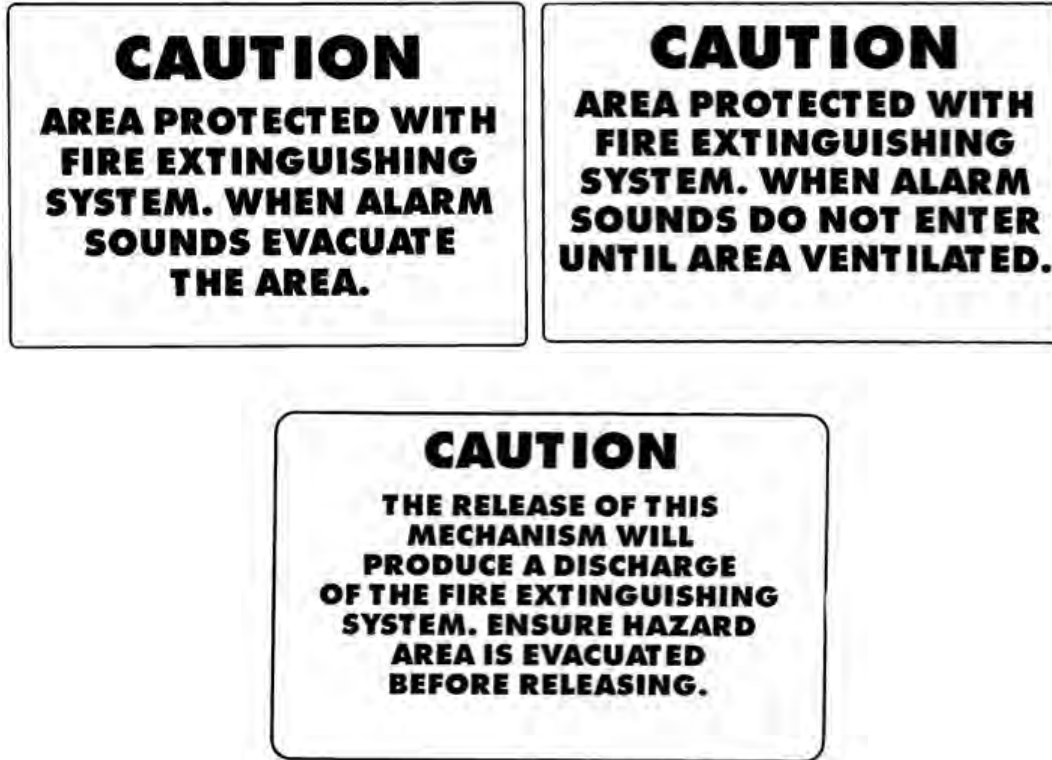 CAUTION
AREA PROTECTED WITH
FIRE EXTINGUISHING
SYSTEM. WHEN ALARM
SOUNDS EVACUATE
THE AREA.
CAUTION
AREA PROTECTED WITH
FIRE EXTINGUISHING
SYSTEM. WHEN ALARM
SOUNDS DO NOT ENTER
UNTIL AREA VENTILATED.
CAUTION
THE RELEASE OF THIS
MECHANISM WILL
PRODUCE A DISCHARGE
OF THE FIRE EXTINGUISHING
SYSTEM. ENSURE HAZARD
AREA IS EVACUATED
BEFORE RELEASING.